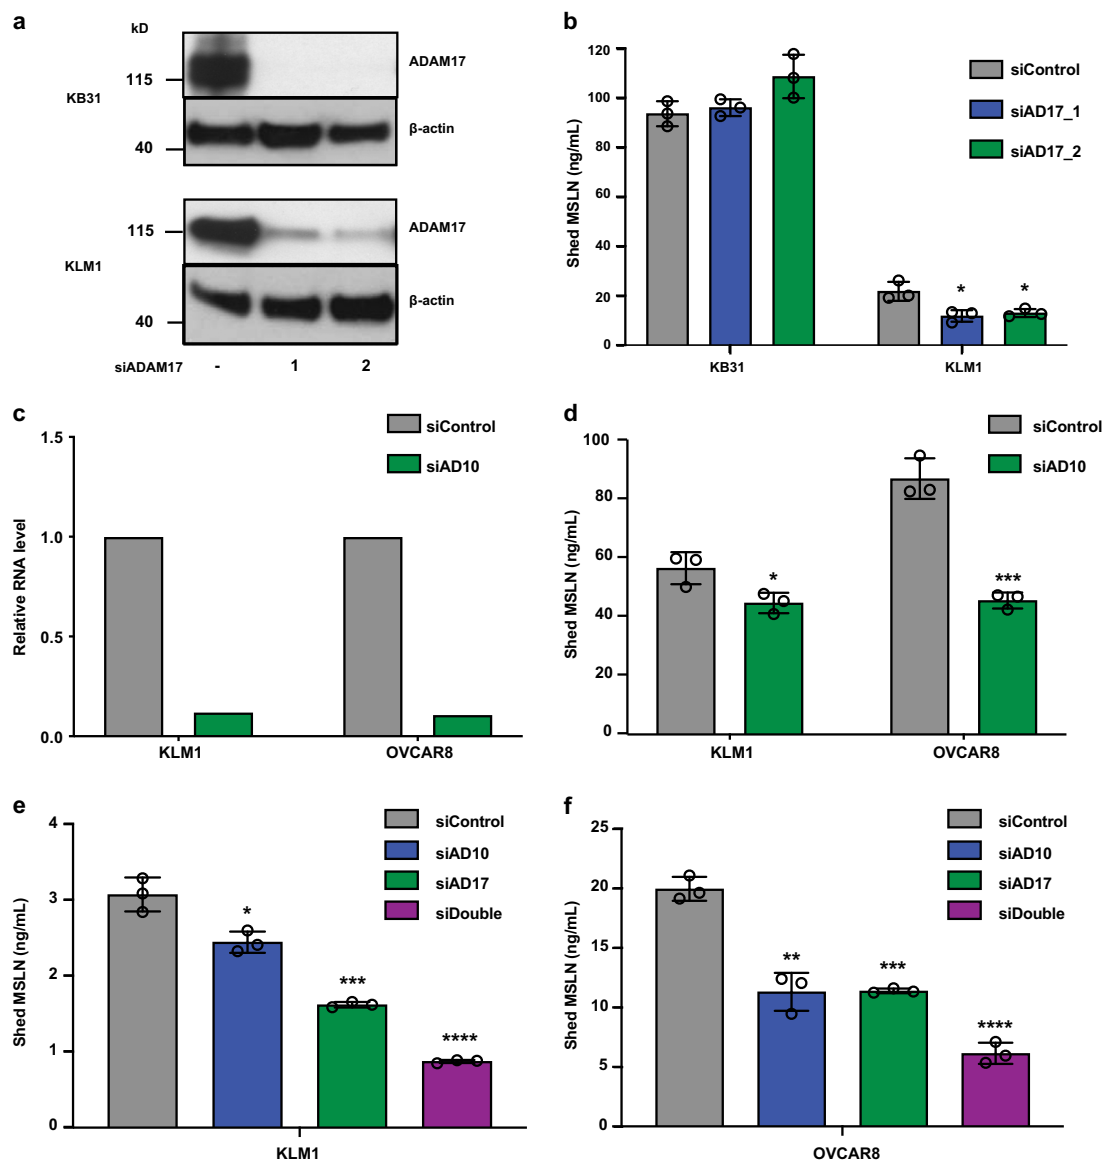 a
kD
ADAM17
115
KB31
β-actin
40
ADAM17
115
KLM1
β-actin
40
siADAM17 - 1 2
b
120
100
80
60
40
20
0
Shed MSLN (ng/mL)
siControl
siAD17_1
siAD17_2
* *
KB31 KLM1
c
1.5
1.0
0.5
0.0
Relative RNA level
siControl
siAD10
KLM1 OVCAR8
d
100
80
60
40
20
0
Shed MSLN (ng/mL)
siControl
siAD10
* ***
KLM1 OVCAR8
e
4
3
2
1
0
Shed MSLN (ng/mL)
siControl
siAD10
siAD17
siDouble
* *** ****
KLM1
f
25
20
15
10
5
0
Shed MSLN (ng/mL)
siControl
siAD10
siAD17
siDouble
** *** ****
OVCAR8